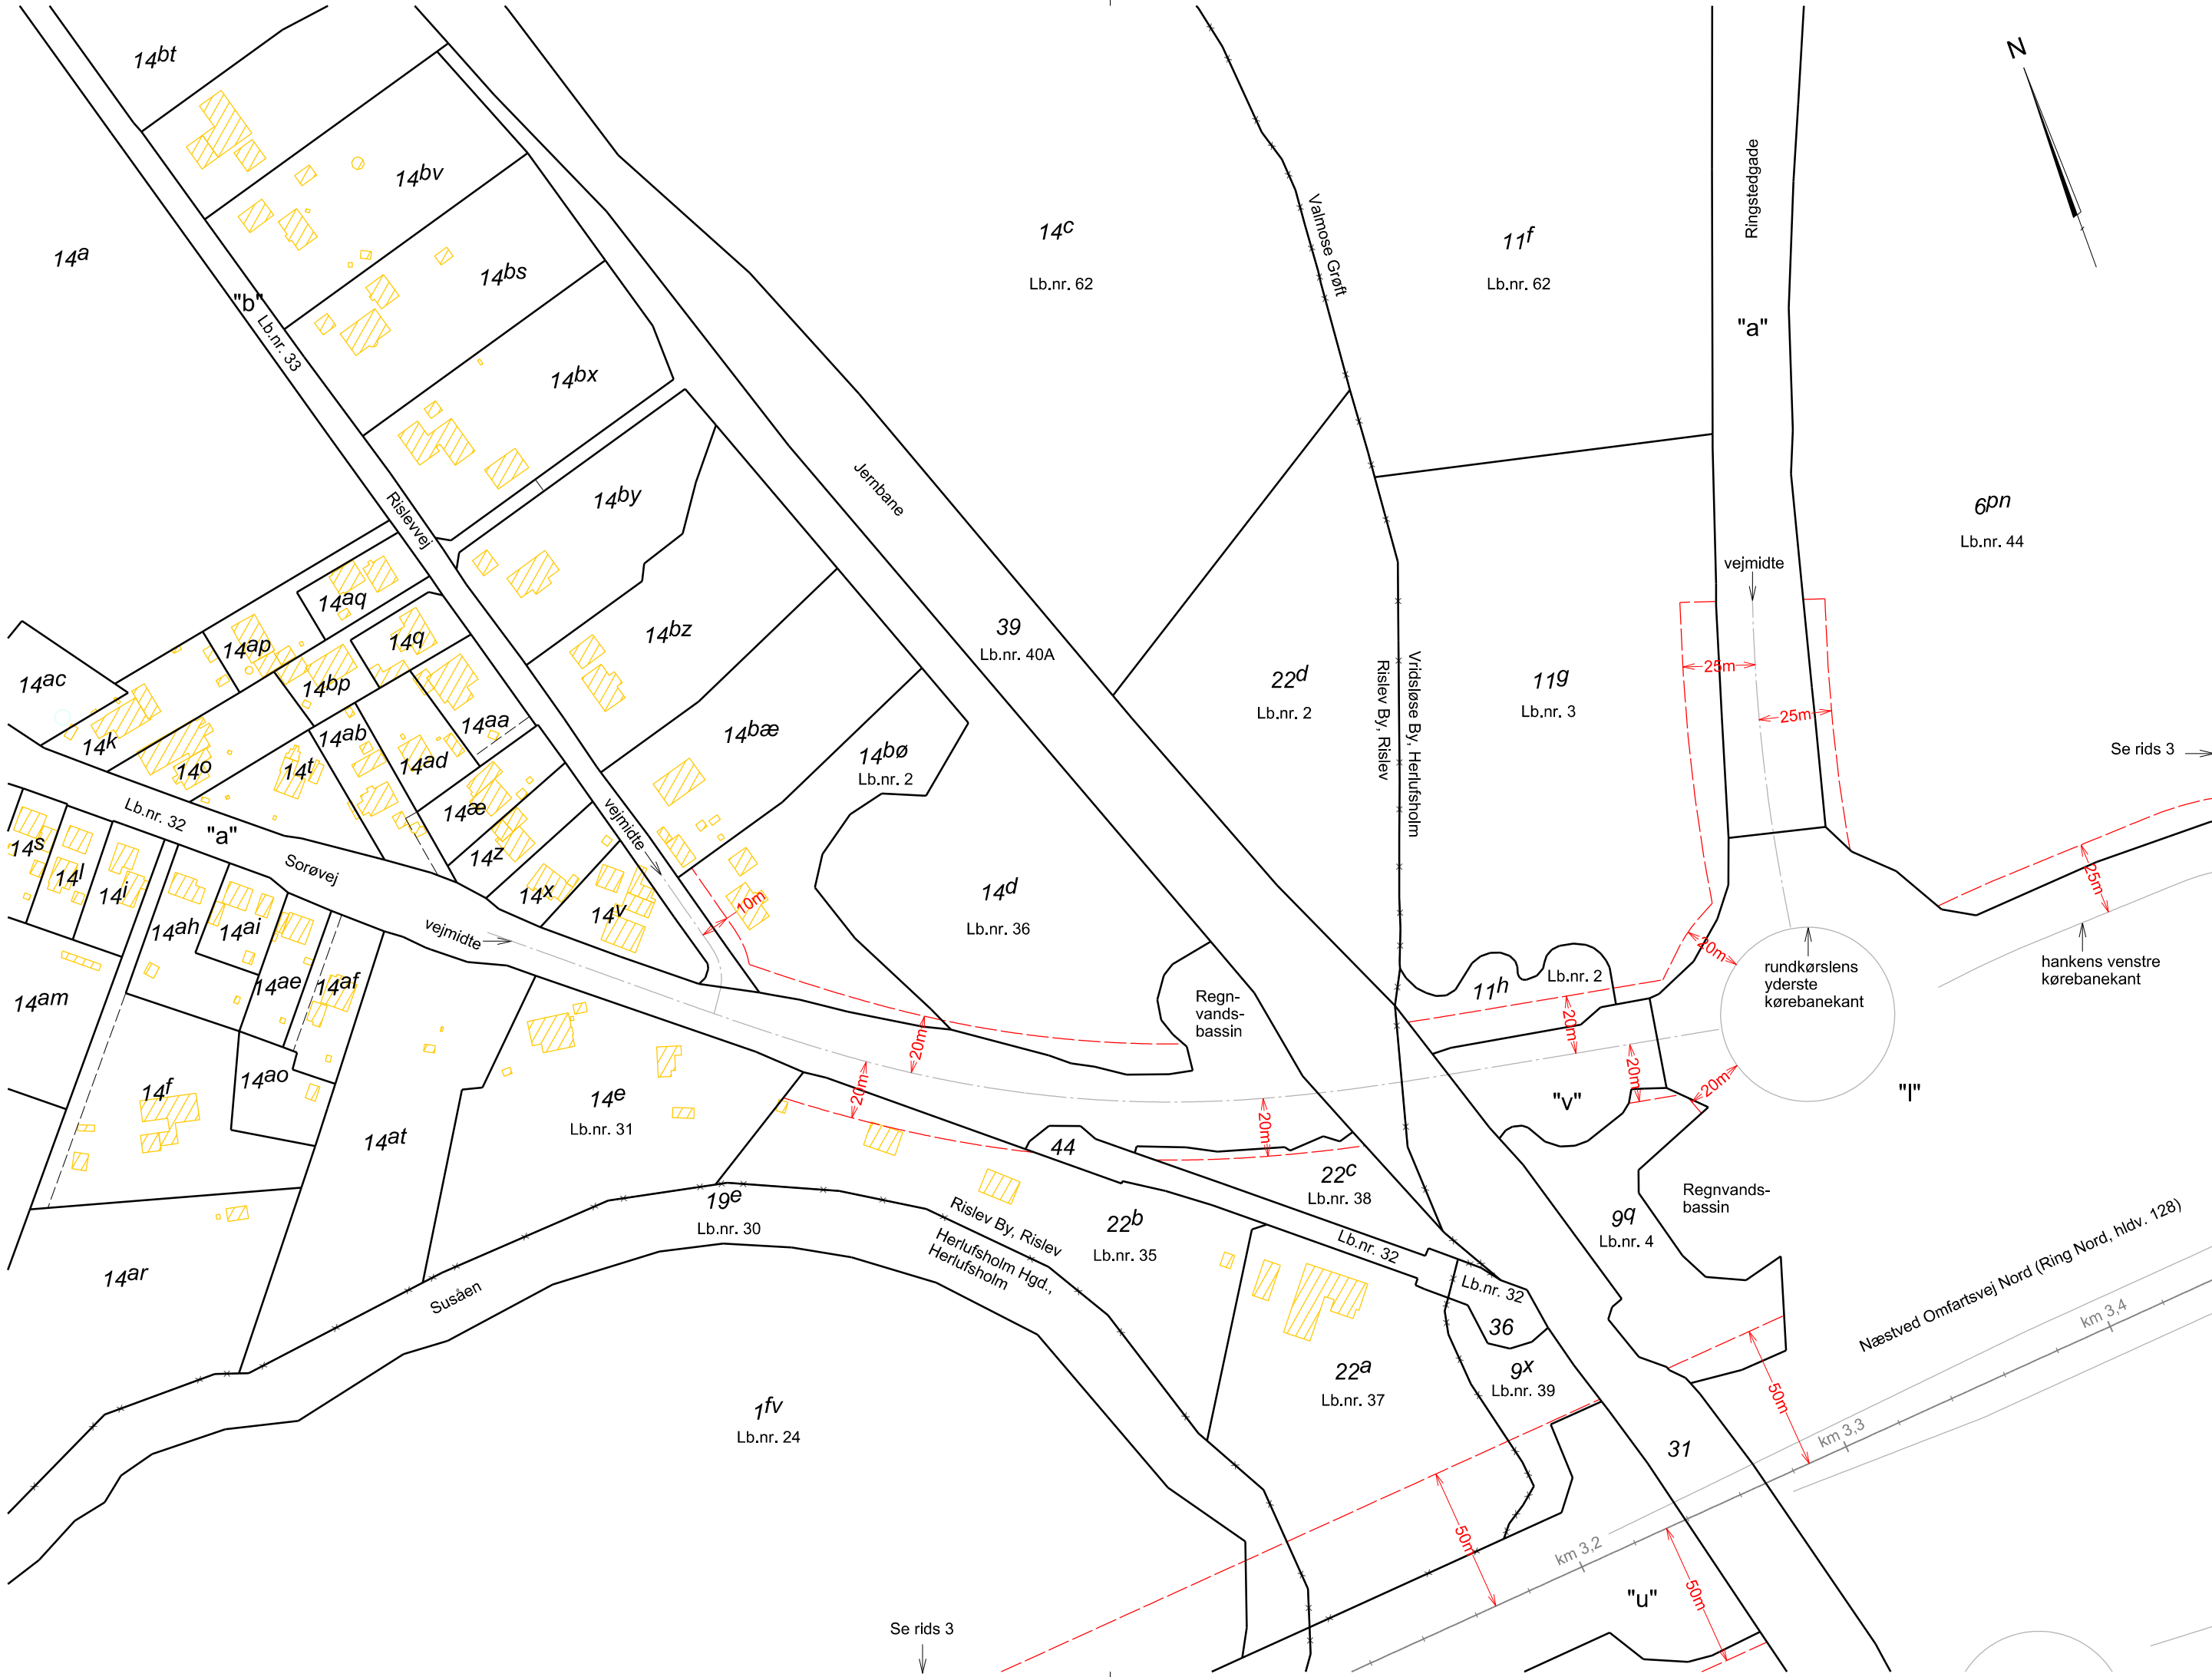 14bt
N
14bv
Ringstedgade
14a
14c
Lb.nr. 62
Valmose Grøft
11f
Lb.nr. 62
"b"
Lb.nr. 33
14bs
"a"
14bx
Rislevvej
14by
Jernbane
6pn
Lb.nr. 44
vejmidte
14aq
14ap
14q
14bz
39
Lb.nr. 40A
14ac
14bp
22d
Lb.nr. 2
Rislev By, Rislev
Vridsløse By, Herlufsholm
11g
Lb.nr. 3
25m
25m
14k
14ab
14aa
14bæ
14o
14t
14ad
14bø
Lb.nr. 2
Se rids 3
Lb.nr. 32
"a"
14æ
vejmidte
14s
14l
14i
Sorøvej
14z
14x
14v
10m
14d
Lb.nr. 36
25m
14ah
14ai
vejmidte
20m
14am
14ae
14af
Regn-
vands-
bassin
11h
Lb.nr. 2
rundkørslens
yderste
kørebanekant
hankens venstre
kørebanekant
20m
20m
14f
14ao
14e
Lb.nr. 31
20m
20m
20m
20m
"v"
"l"
14at
44
22c
Lb.nr. 38
Regnvands-
bassin
19e
Lb.nr. 30
Rislev By, Rislev
Herlufsholm Hgd.,
Herlufsholm
22b
Lb.nr. 35
Lb.nr. 32
9q
Lb.nr. 4
14ar
Susåen
Lb.nr. 32
36
Næstved Omfartsvej Nord (Ring Nord, hldv. 128)
km 3,4
22a
Lb.nr. 37
9x
Lb.nr. 39
50m
1fv
Lb.nr. 24
31
km 3,3
50m
km 3,2
"u"
50m
Se rids 3